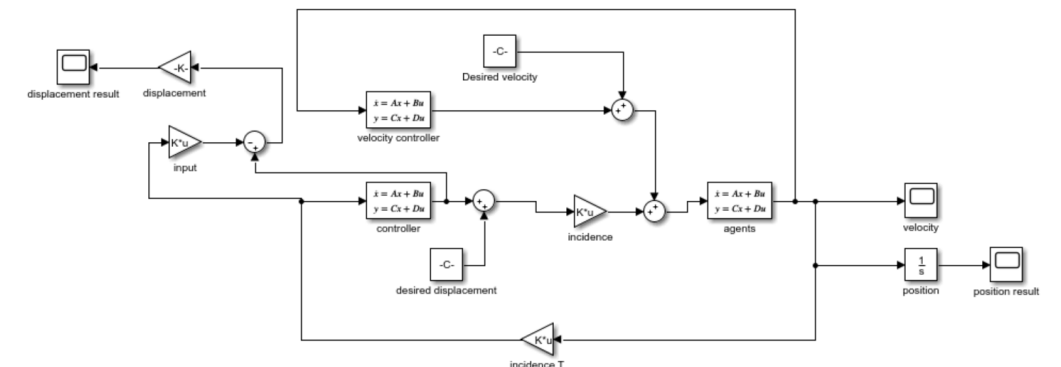 -C-
Desired velocity
-K-
displacement result
displacement
ẋ = Ax + Bu
y = Cx + Du
velocity controller
K*u
input
ẋ = Ax + Bu
y = Cx + Du
controller
K*u
incidence
ẋ = Ax + Bu
y = Cx + Du
agents
velocity
-C-
desired displacement
1
s
position
position result
K*u
incidence T